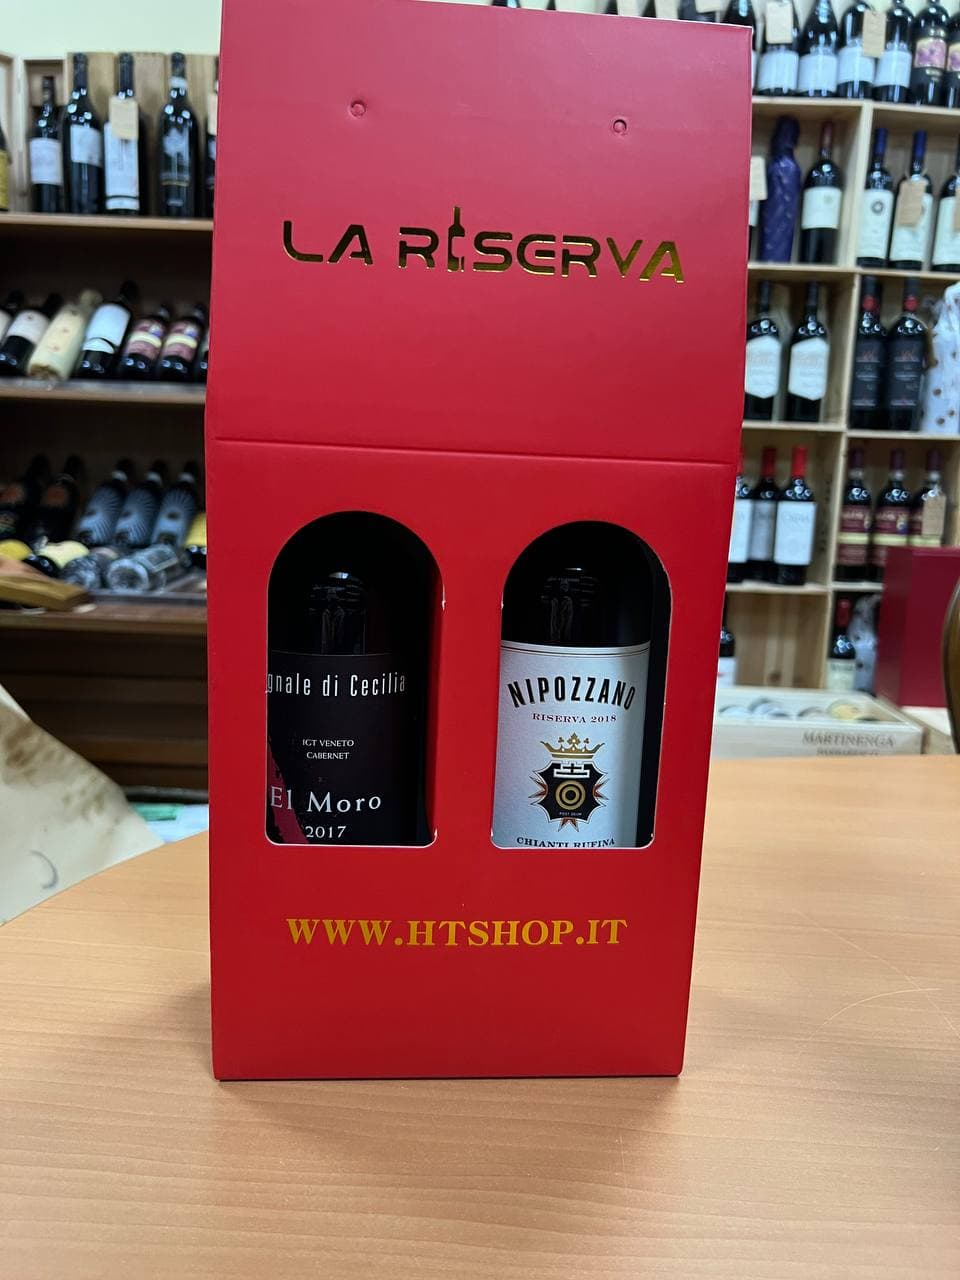 LA RISERVA
gnale di Cecilia
IGT VENETO
CABERNET
El Moro
2017
NIPOZZANO
RISERVA 2018
CHIANTI RUFINA
WWW.HTSHOP.IT
MARTINENGA